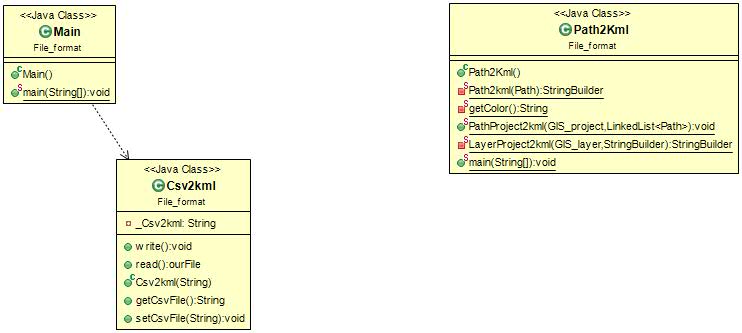 <<Java Class>>
Main
File_format
Main()
main(String[]):void
<<Java Class>>
Csv2kml
File_format
_Csv2kml: String
write():void
read():ourFile
Csv2kml(String)
getCsvFile():String
setCsvFile(String):void
<<Java Class>>
Path2Kml
File_format
Path2Kml()
Path2kml(Path):StringBuilder
getColor():String
PathProject2kml(GIS_project,LinkedList<Path>):void
LayerProject2kml(GIS_layer,StringBuilder):StringBuilder
main(String[]):void